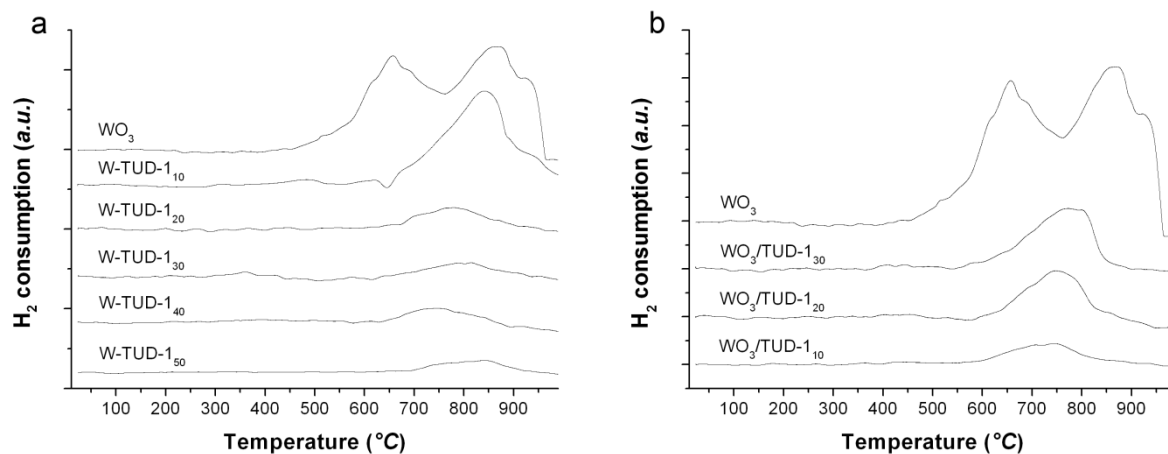 a
H2 consumption (a.u.)
WO3
W-TUD-110
W-TUD-120
W-TUD-130
W-TUD-140
W-TUD-150
100 200 300 400 500 600 700 800 900
Temperature (°C)
b
H2 consumption (a.u.)
WO3
WO3/TUD-130
WO3/TUD-120
WO3/TUD-110
100 200 300 400 500 600 700 800 900
Temperature (°C)